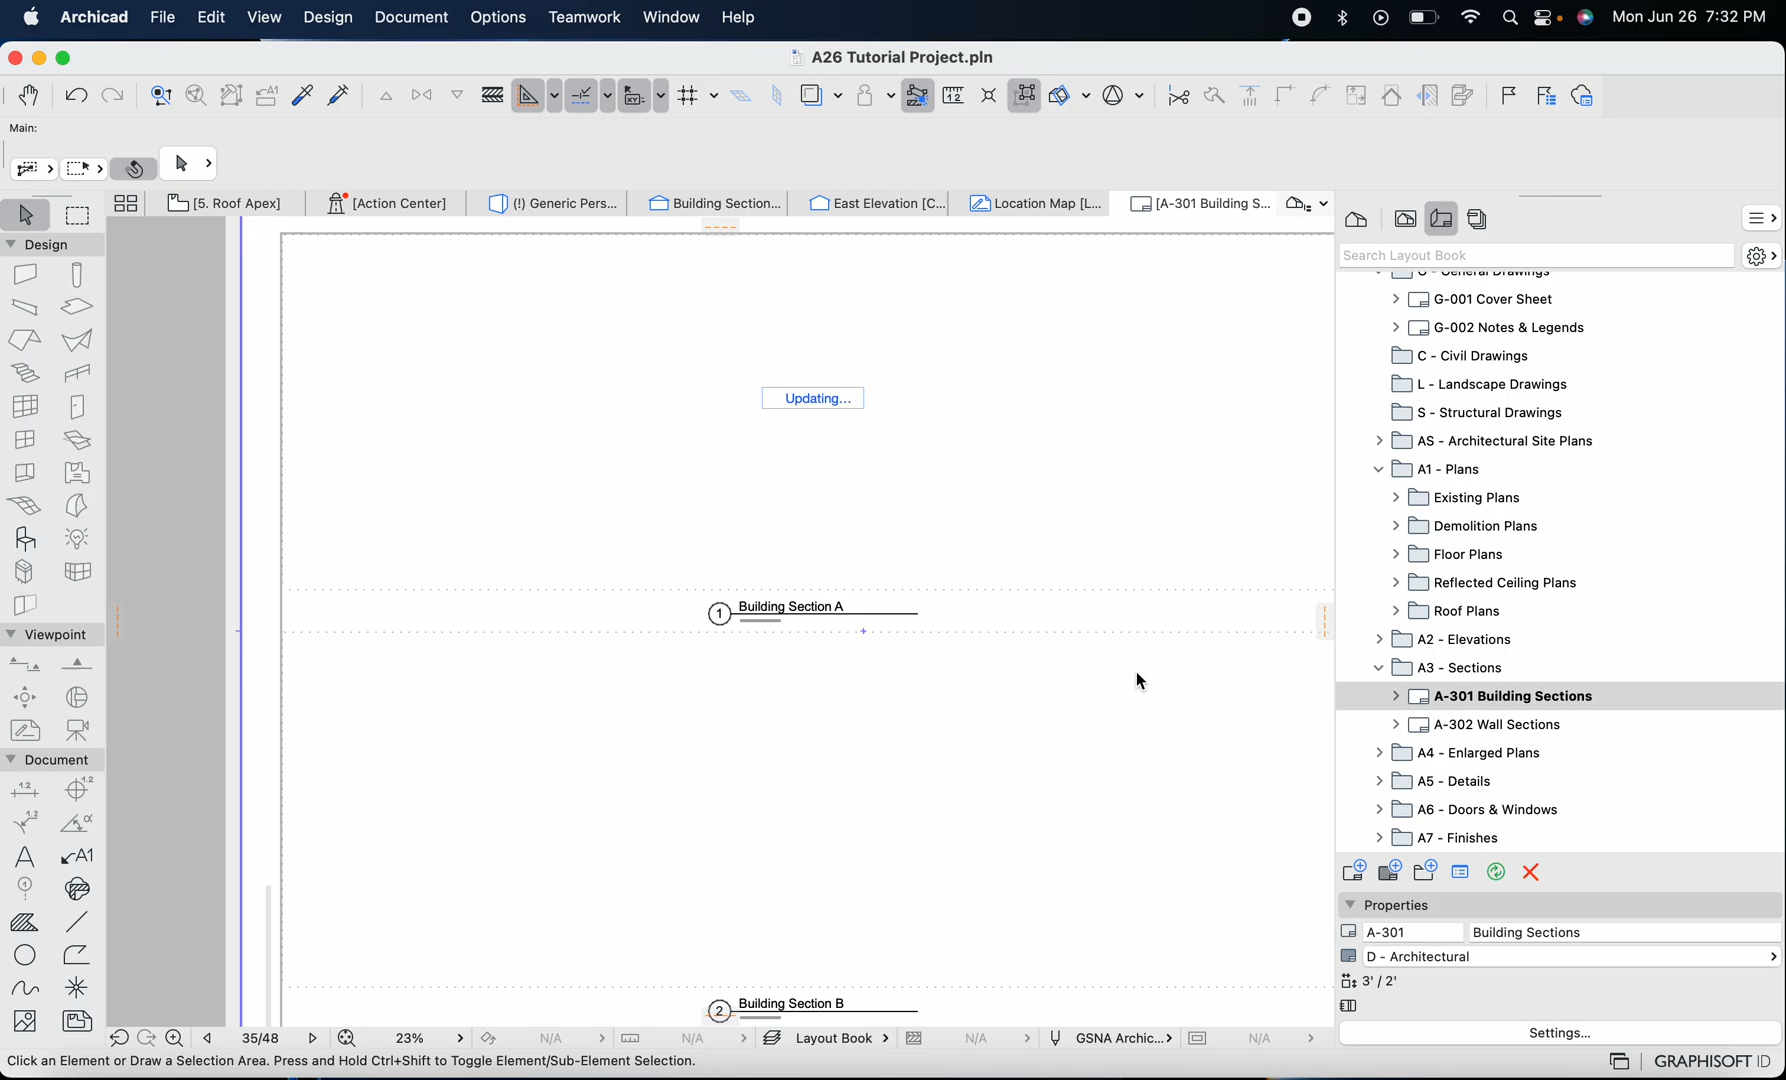 Archicad File Edit View Design Document Options Teamwork Window Help Mon Jun 26 7:32 PM
A26 Tutorial Project.pln
Main:
[5. Roof Apex] [Action Center] (!) Generic Pers... Building Section... East Elevation [C... Location Map [L... [A-301 Building S...
Design
Viewpoint
Document
Updating...
1 Building Section A
2 Building Section B
Search Layout Book
G-001 Cover Sheet
G-002 Notes & Legends
C - Civil Drawings
L - Landscape Drawings
S - Structural Drawings
AS - Architectural Site Plans
A1 - Plans
Existing Plans
Demolition Plans
Floor Plans
Reflected Ceiling Plans
Roof Plans
A2 - Elevations
A3 - Sections
A-301 Building Sections
A-302 Wall Sections
A4 - Enlarged Plans
A5 - Details
A6 - Doors & Windows
A7 - Finishes
Properties
A-301 Building Sections
D - Architectural
3' / 2'
Settings...
35/48 23% N/A N/A Layout Book N/A GSNA Archic... N/A
Click an Element or Draw a Selection Area. Press and Hold Ctrl+Shift to Toggle Element/Sub-Element Selection.
GRAPHISOFT ID